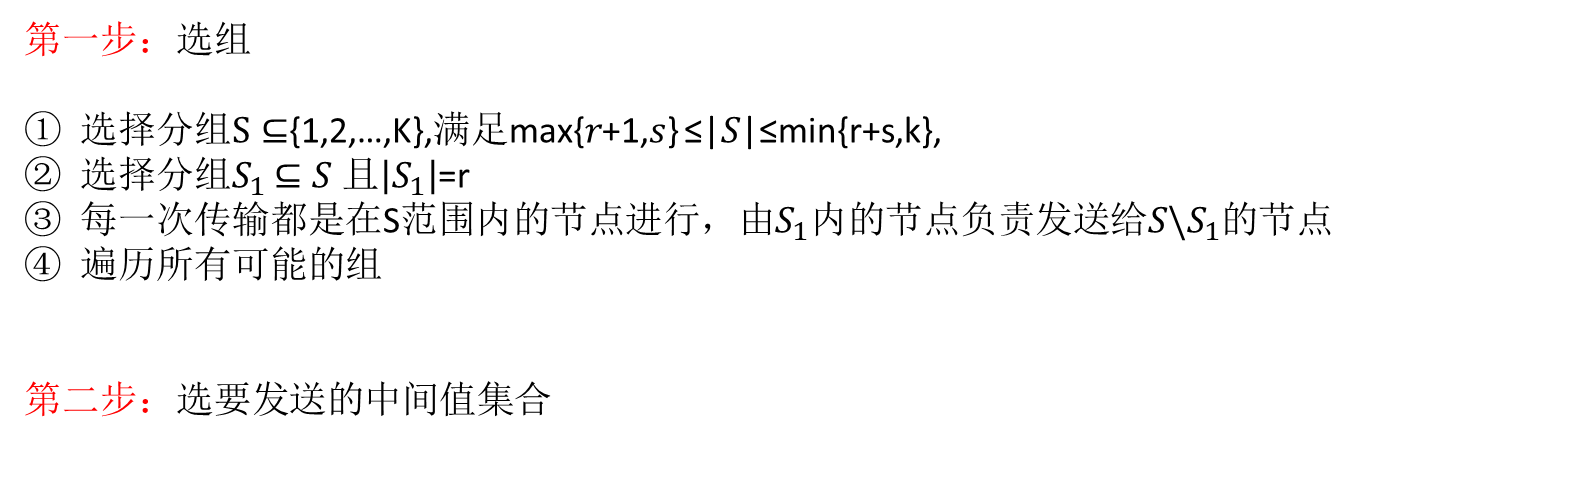 第一步：选组
① 选择分组S ⊆{1,2,...,K},满足max{𝑟+1,𝑠}≤|𝑆|≤min{r+s,k},
② 选择分组𝑆₁ ⊆ 𝑆 且|𝑆₁|=r
③ 每一次传输都是在S范围内的节点进行，由𝑆₁内的节点负责发送给𝑆\𝑆₁的节点
④ 遍历所有可能的组
第二步：选要发送的中间值集合